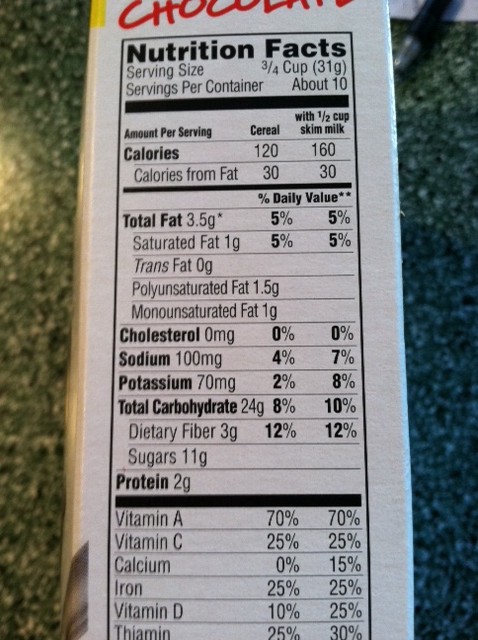 CHOCOLATE
Nutrition Facts
Serving Size 3/4 Cup (31g)
Servings Per Container About 10
Amount Per Serving Cereal with 1/2 cup skim milk
Calories 120 160
Calories from Fat 30 30
% Daily Value**
Total Fat 3.5g* 5% 5%
Saturated Fat 1g 5% 5%
Trans Fat 0g
Polyunsaturated Fat 1.5g
Monounsaturated Fat 1g
Cholesterol 0mg 0% 0%
Sodium 100mg 4% 7%
Potassium 70mg 2% 8%
Total Carbohydrate 24g 8% 10%
Dietary Fiber 3g 12% 12%
Sugars 11g
Protein 2g
Vitamin A 70% 70%
Vitamin C 25% 25%
Calcium 0% 15%
Iron 25% 25%
Vitamin D 10% 25%
Thiamin 25% 30%